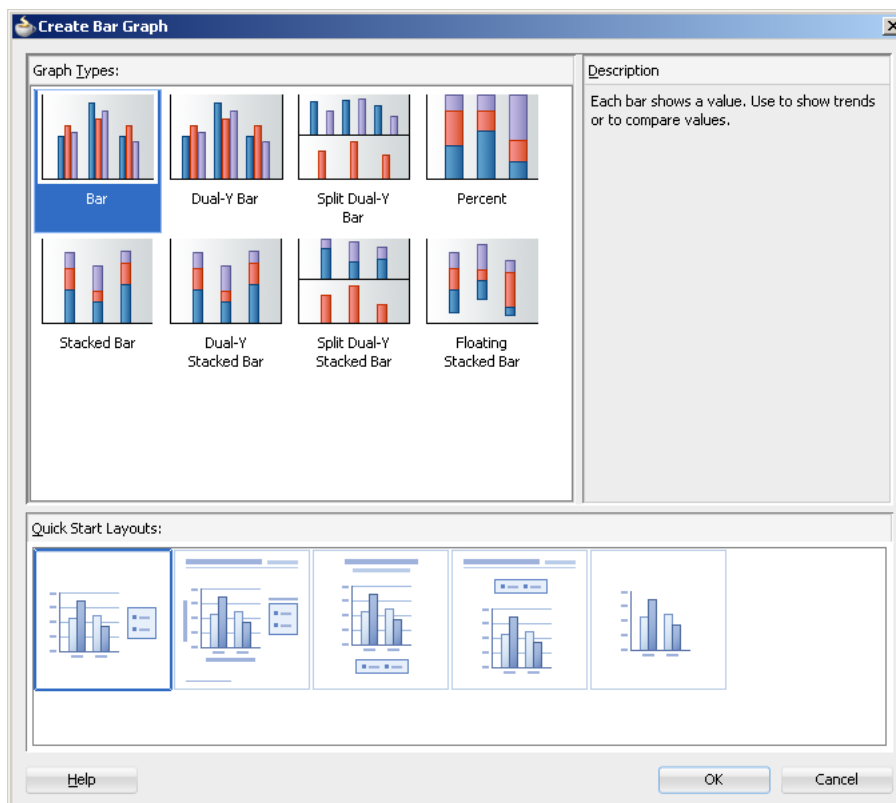 Create Bar Graph
Graph Types:
Bar
Dual-Y Bar
Split Dual-Y
Bar
Percent
Stacked Bar
Dual-Y
Stacked Bar
Split Dual-Y
Stacked Bar
Floating
Stacked Bar
Description
Each bar shows a value. Use to show trends
or to compare values.
Quick Start Layouts:
Help
OK
Cancel